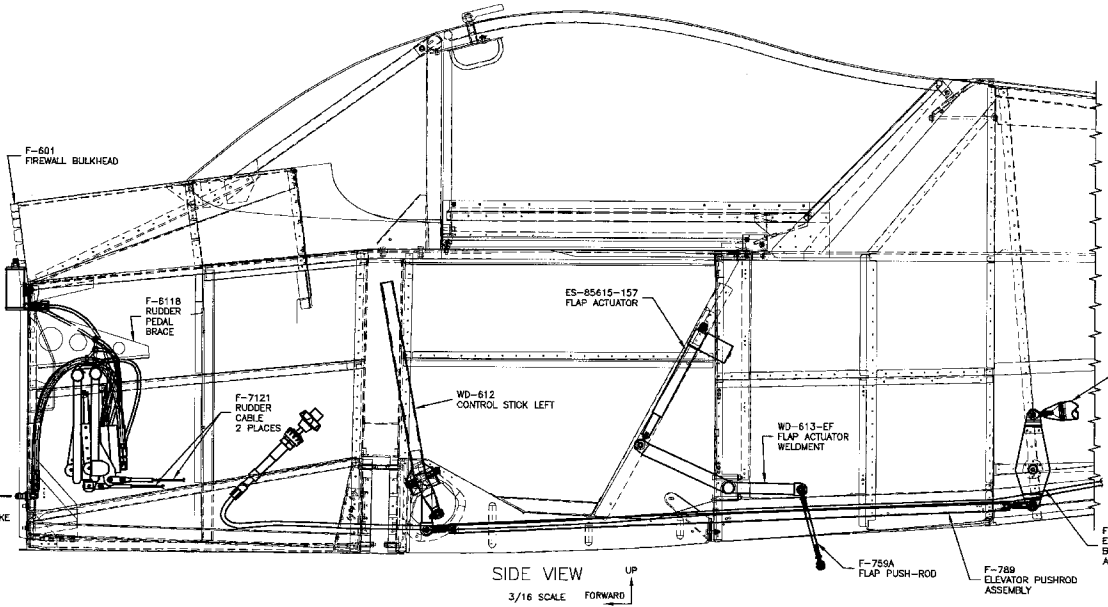 F-601
FIREWALL BULKHEAD
F-6118
RUDDER
PEDAL
BRACE
F-7121
RUDDER
CABLE
2 PLACES
WD-612
CONTROL STICK LEFT
ES-85615-157
FLAP ACTUATOR
WD-613-EF
FLAP ACTUATOR
WELDMENT
F-759A
FLAP PUSH-ROD
F-789
ELEVATOR PUSHROD
ASSEMBLY
KE
F
E
B
A
SIDE VIEW
3/16 SCALE FORWARD UP